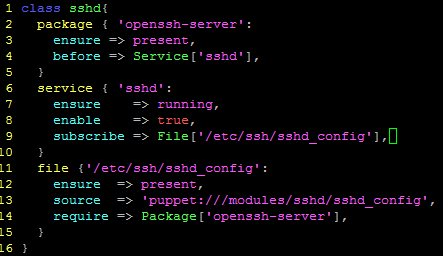 1 class sshd{
2   package { 'openssh-server':
3     ensure => present,
4     before => Service['sshd'],
5   }
6   service { 'sshd':
7     ensure    => running,
8     enable    => true,
9     subscribe => File['/etc/ssh/sshd_config'],
10   }
11   file {'/etc/ssh/sshd_config':
12     ensure  => present,
13     source  => 'puppet:///modules/sshd/sshd_config',
14     require => Package['openssh-server'],
15   }
16 }